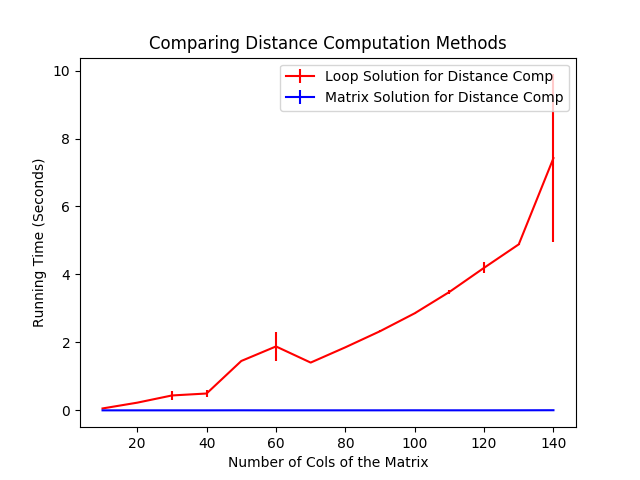 Comparing Distance Computation Methods
Loop Solution for Distance Comp
Matrix Solution for Distance Comp
Running Time (Seconds)
10
8
6
4
2
0
20 40 60 80 100 120 140
Number of Cols of the Matrix